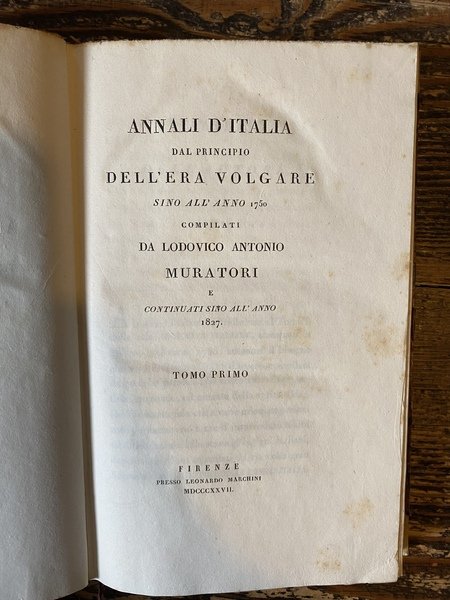 ANNALI D'ITALIA
DAL PRINCIPIO
DELL'ERA VOLGARE
SINO ALL'ANNO 1750
COMPILATI
DA LODOVICO ANTONIO
MURATORI
E
CONTINUATI SINO ALL'ANNO
1827.
TOMO PRIMO
FIRENZE
PRESSO LEONARDO MARCHINI
MDCCCXXVII.